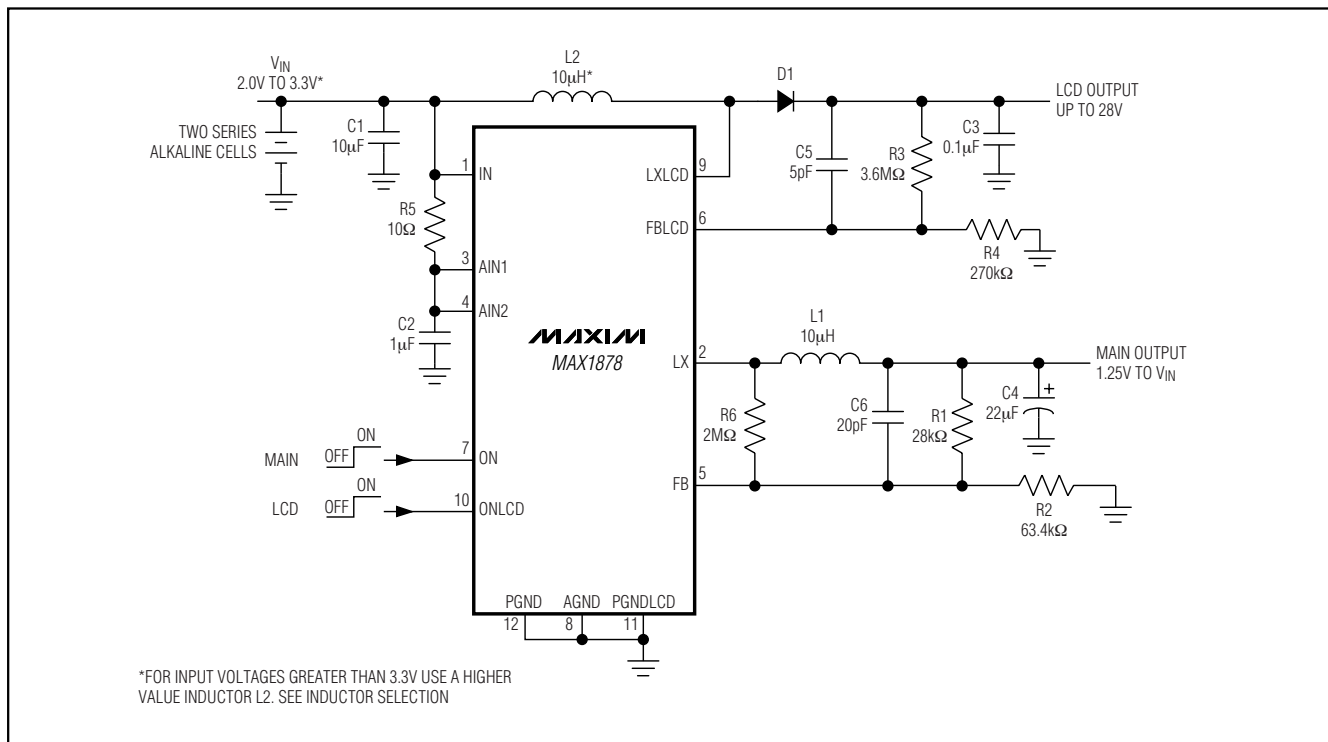 VIN
2.0V TO 3.3V*
L2
10μH*
D1
LCD OUTPUT
UP TO 28V
TWO SERIES
ALKALINE CELLS
C1
10μF
C5
5pF
R3
3.6MΩ
C3
0.1μF
1
IN
LXLCD
9
R5
10Ω
FBLCD
6
R4
270kΩ
3
AIN1
4
AIN2
C2
1μF
MAXIM
MAX1878
L1
10μH
LX
2
MAIN OUTPUT
1.25V TO VIN
R6
2MΩ
C6
20pF
R1
28kΩ
C4
22μF
+
MAIN
OFF
ON
7
ON
FB
5
R2
63.4kΩ
LCD
OFF
ON
10
ONLCD
PGND
AGND
PGNDLCD
12
8
11
*FOR INPUT VOLTAGES GREATER THAN 3.3V USE A HIGHER
VALUE INDUCTOR L2. SEE INDUCTOR SELECTION